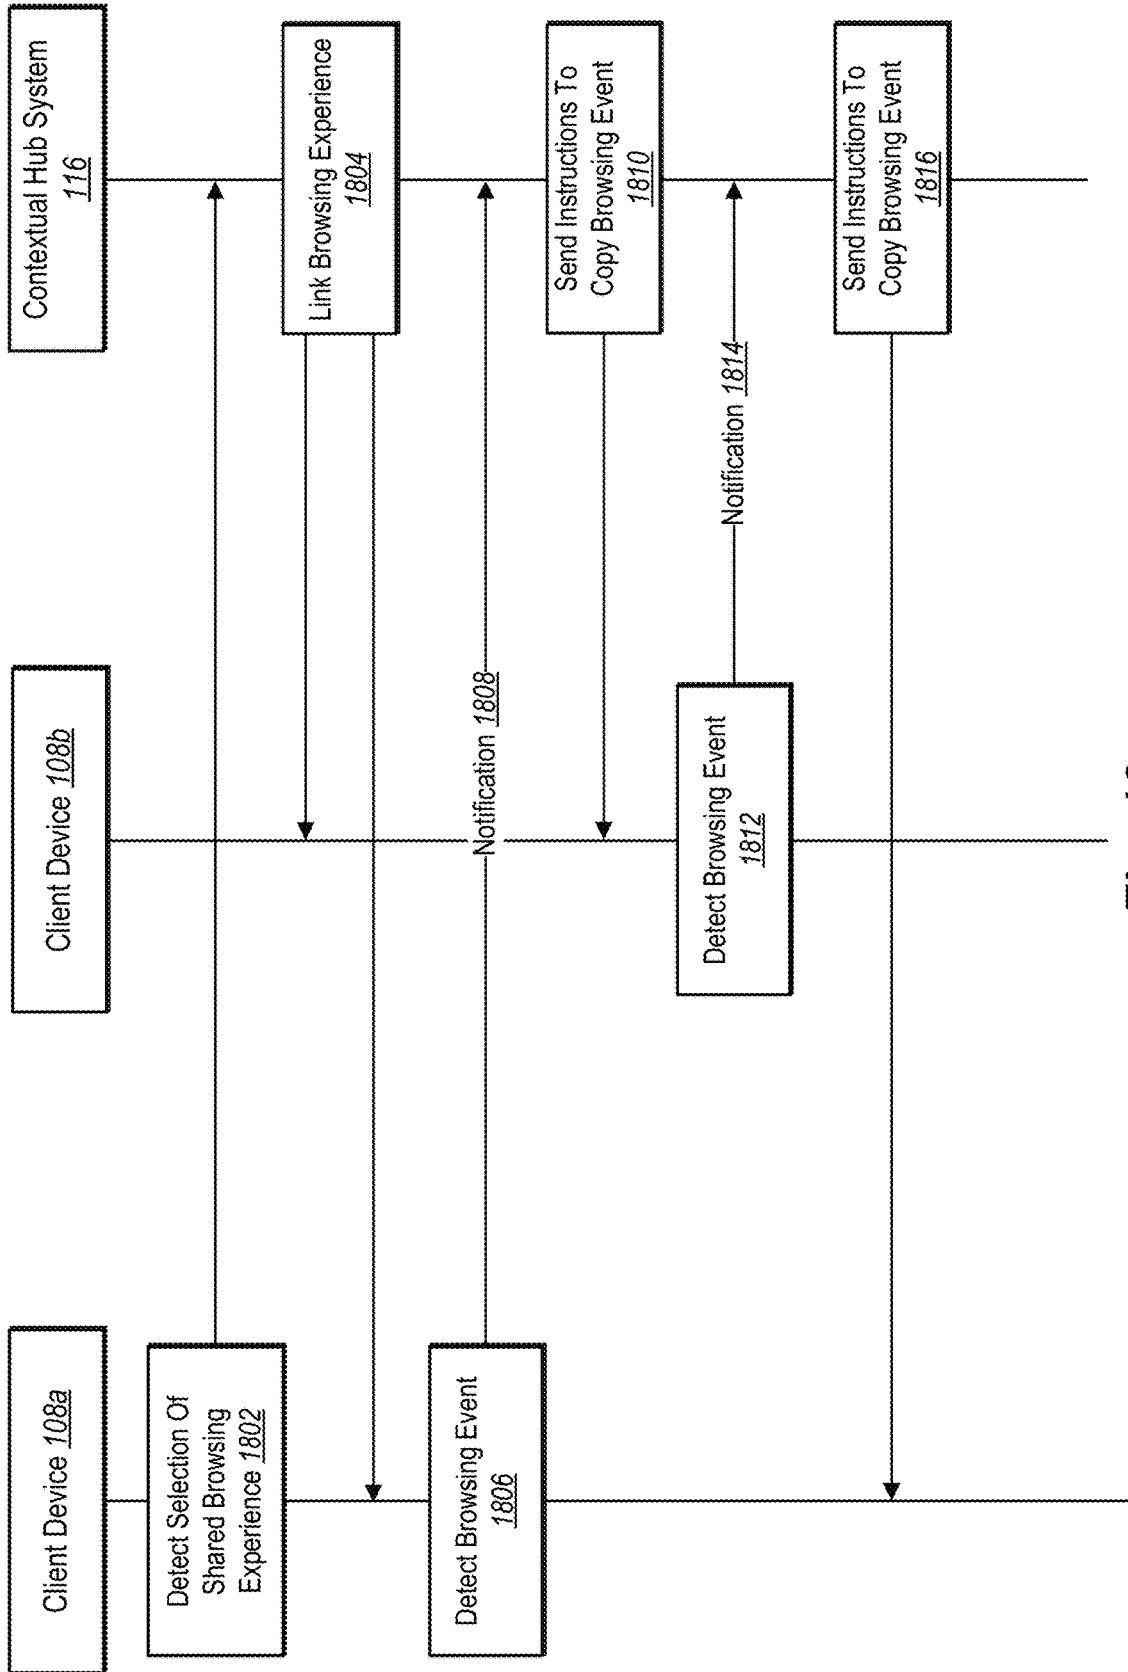 Client Device 108a
Client Device 108b
Contextual Hub System
116
Detect Selection Of
Shared Browsing
Experience 1802
Link Browsing Experience
1804
Detect Browsing Event
1806
Notification 1808
Send Instructions To
Copy Browsing Event
1810
Detect Browsing Event
1812
Notification 1814
Send Instructions To
Copy Browsing Event
1816